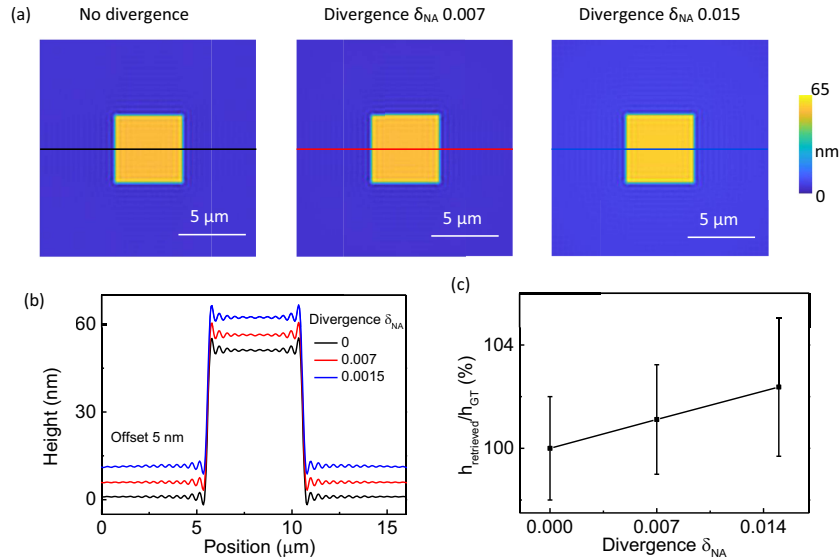 (a)
No divergence
Divergence δNA 0.007
Divergence δNA 0.015
5 μm
5 μm
5 μm
65
nm
0
(b)
60
30
0
Height (nm)
Divergence δNA
0
0.007
0.0015
Offset 5 nm
0 5 10 15
Position (μm)
(c)
104
100
hretrieved/hGT (%)
0.000 0.007 0.014
Divergence δNA